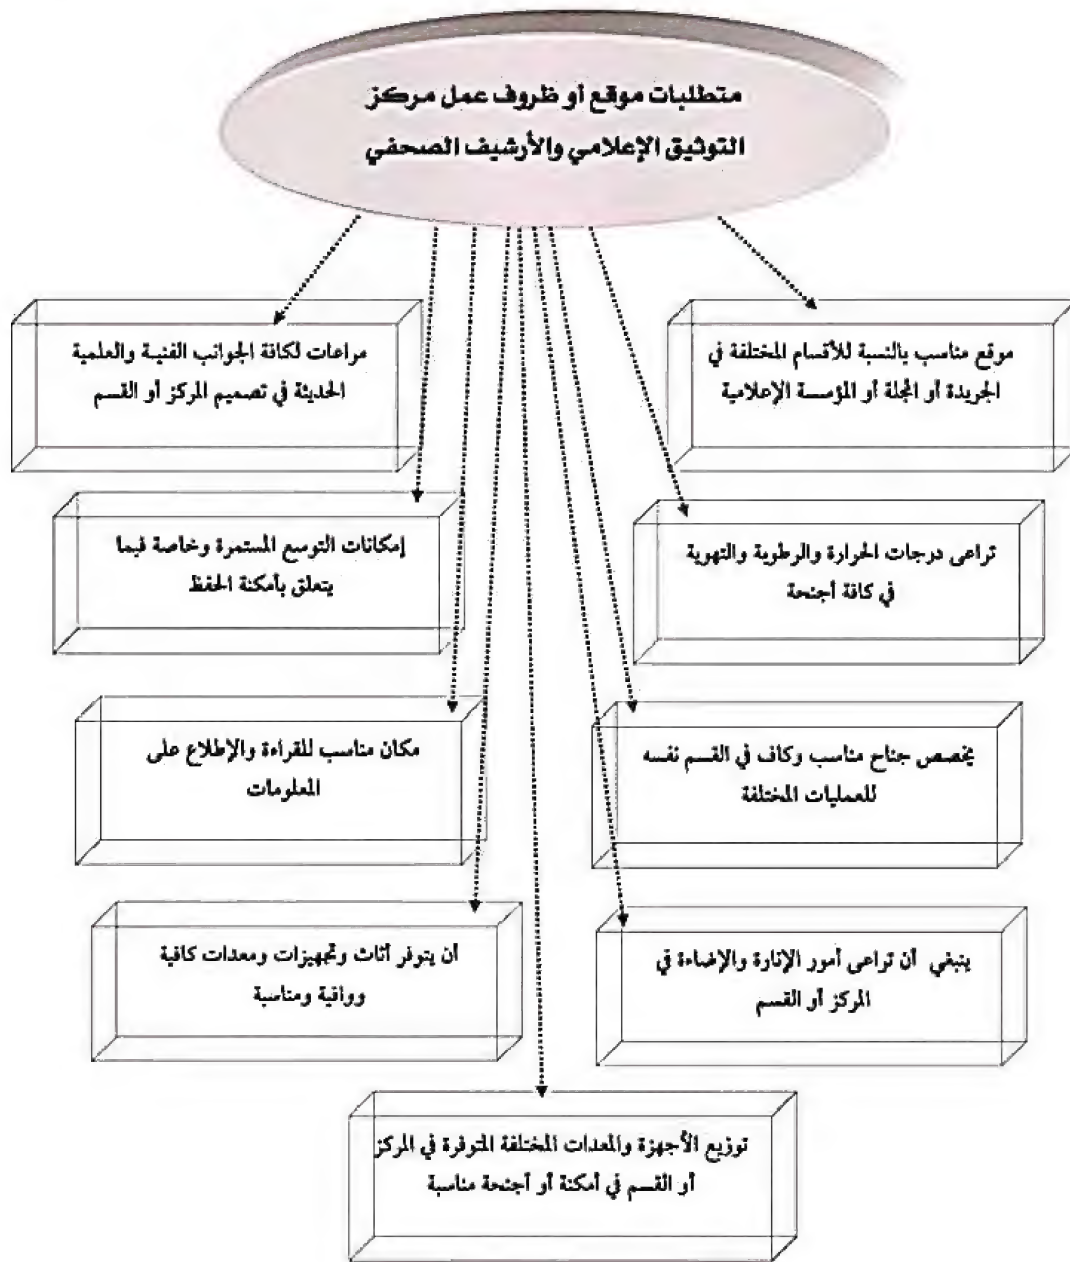 متطلبات موقع أو ظروف عمل مركز
التوثيق الإعلامي والأرشيف الصحفي
موقع مناسب بالنسبة للأقسام المختلفة في
الجريدة أو المجلة أو المؤسسة الإعلامية
مراعات لكافة الجوانب الفنية والعلمية
الحديثة في تصميم المركز أو القسم
تراعى درجات الحرارة والرطوبة والتهوية
في كافة أجنحة
إمكانات التوسع المستمرة وخاصة فيما
يتعلق بأمكنة الحفظ
يخصص جناح مناسب وكاف في القسم نفسه
للعمليات المختلفة
مكان مناسب للقراءة والإطلاع على
المعلومات
ينبغي أن تراعى أمور الإنارة والإضاءة في
المركز أو القسم
أن يتوفر أثاث وتجهيزات ومعدات كافية
ووافية ومناسبة
توزيع الأجهزة والمعدات المختلفة المتوفرة في المركز
أو القسم في أمكنة أو أجنحة مناسبة